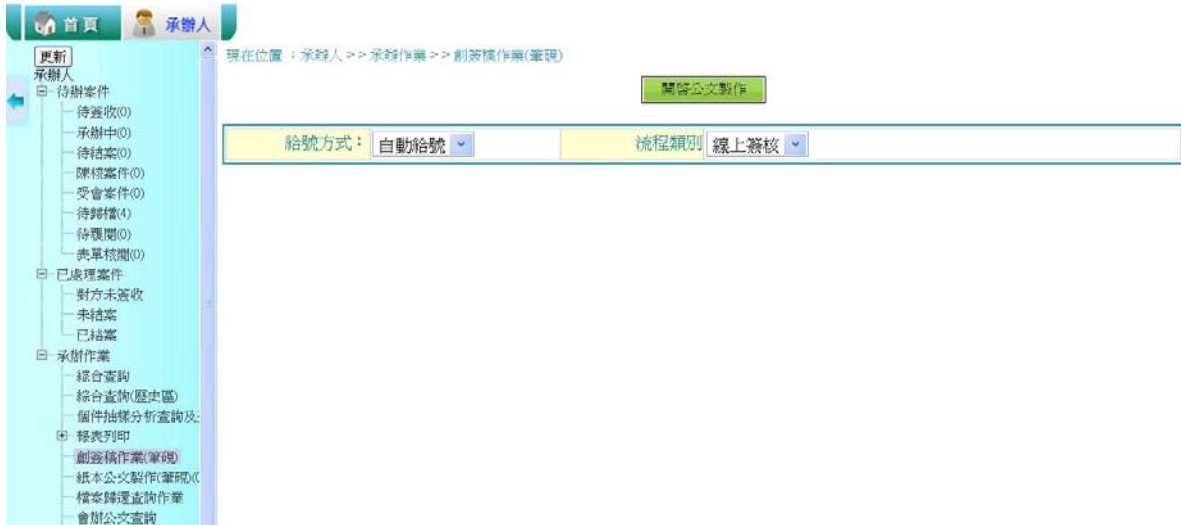 首頁 承辦人
更新
承辦人
待辦案件
待簽收(0)
承辦中(0)
待結案(0)
陳核案件(0)
受會案件(0)
待歸檔(4)
待覆閱(0)
表單核閱(0)
已處理案件
對方未簽收
未結案
已結案
承辦作業
綜合查詢
綜合查詢(歷史區)
個件抽樣分析查詢及
報表列印
創簽稿作業(筆硯)
紙本公文製作(筆硯)(
檔案歸還查詢作業
會辦公文查詢
現在位置：承辦人>>承辦作業>>創簽稿作業(筆硯)
開啓公文製作
給號方式： 自動給號 流程類別 線上簽核